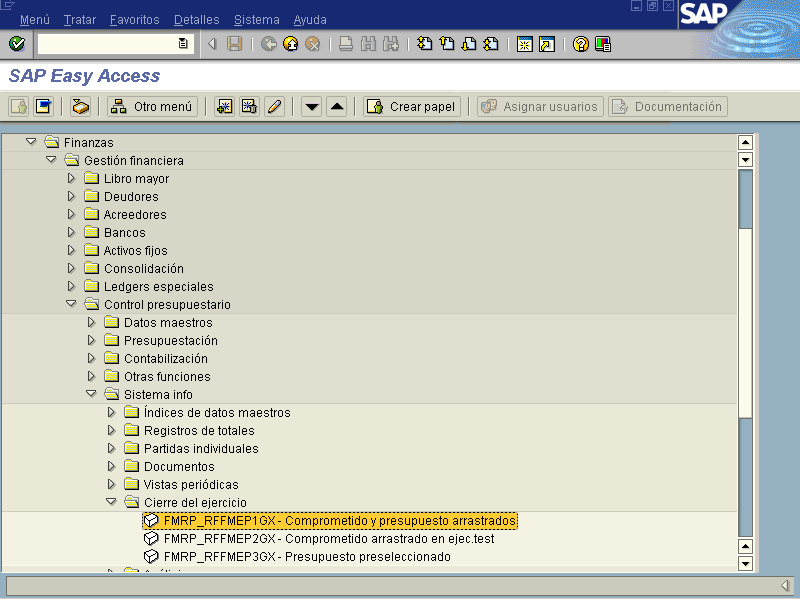 Menú Tratar Favoritos Detalles Sistema Ayuda
SAP
SAP Easy Access
Otro menú Crear papel Asignar usuarios Documentación
Finanzas
Gestión financiera
Libro mayor
Deudores
Acreedores
Bancos
Activos fijos
Consolidación
Ledgers especiales
Control presupuestario
Datos maestros
Presupuestación
Contabilización
Otras funciones
Sistema info
Índices de datos maestros
Registros de totales
Partidas individuales
Documentos
Vistas periódicas
Cierre del ejercicio
FMRP_RFFMEP1GX - Comprometido y presupuesto arrastrados
FMRP_RFFMEP2GX - Comprometido arrastrado en ejec.test
FMRP_RFFMEP3GX - Presupuesto preseleccionado